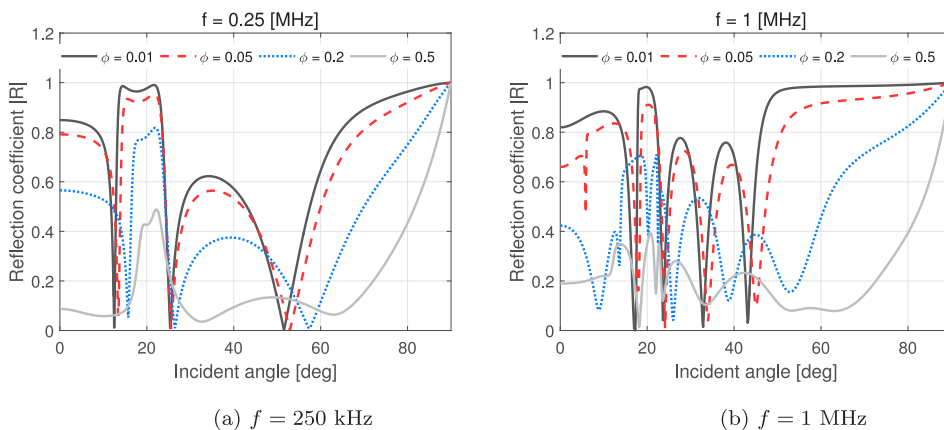 f = 0.25 [MHz]
1.2
ϕ = 0.01 ϕ = 0.05 ϕ = 0.2 ϕ = 0.5
1
0.8
0.6
0.4
0.2
0
Reflection coefficient |R|
0 20 40 60 80
Incident angle [deg]
(a) f = 250 kHz
f = 1 [MHz]
1.2
ϕ = 0.01 ϕ = 0.05 ϕ = 0.2 ϕ = 0.5
1
0.8
0.6
0.4
0.2
0
Reflection coefficient |R|
0 20 40 60 80
Incident angle [deg]
(b) f = 1 MHz